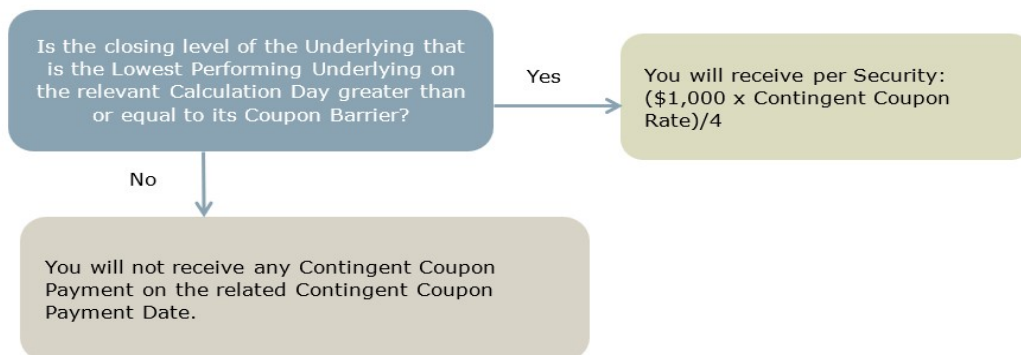 Is the closing level of the Underlying that
is the Lowest Performing Underlying on
the relevant Calculation Day greater than
or equal to its Coupon Barrier?
Yes
You will receive per Security:
($1,000 x Contingent Coupon
Rate)/4
No
You will not receive any Contingent Coupon
Payment on the related Contingent Coupon
Payment Date.